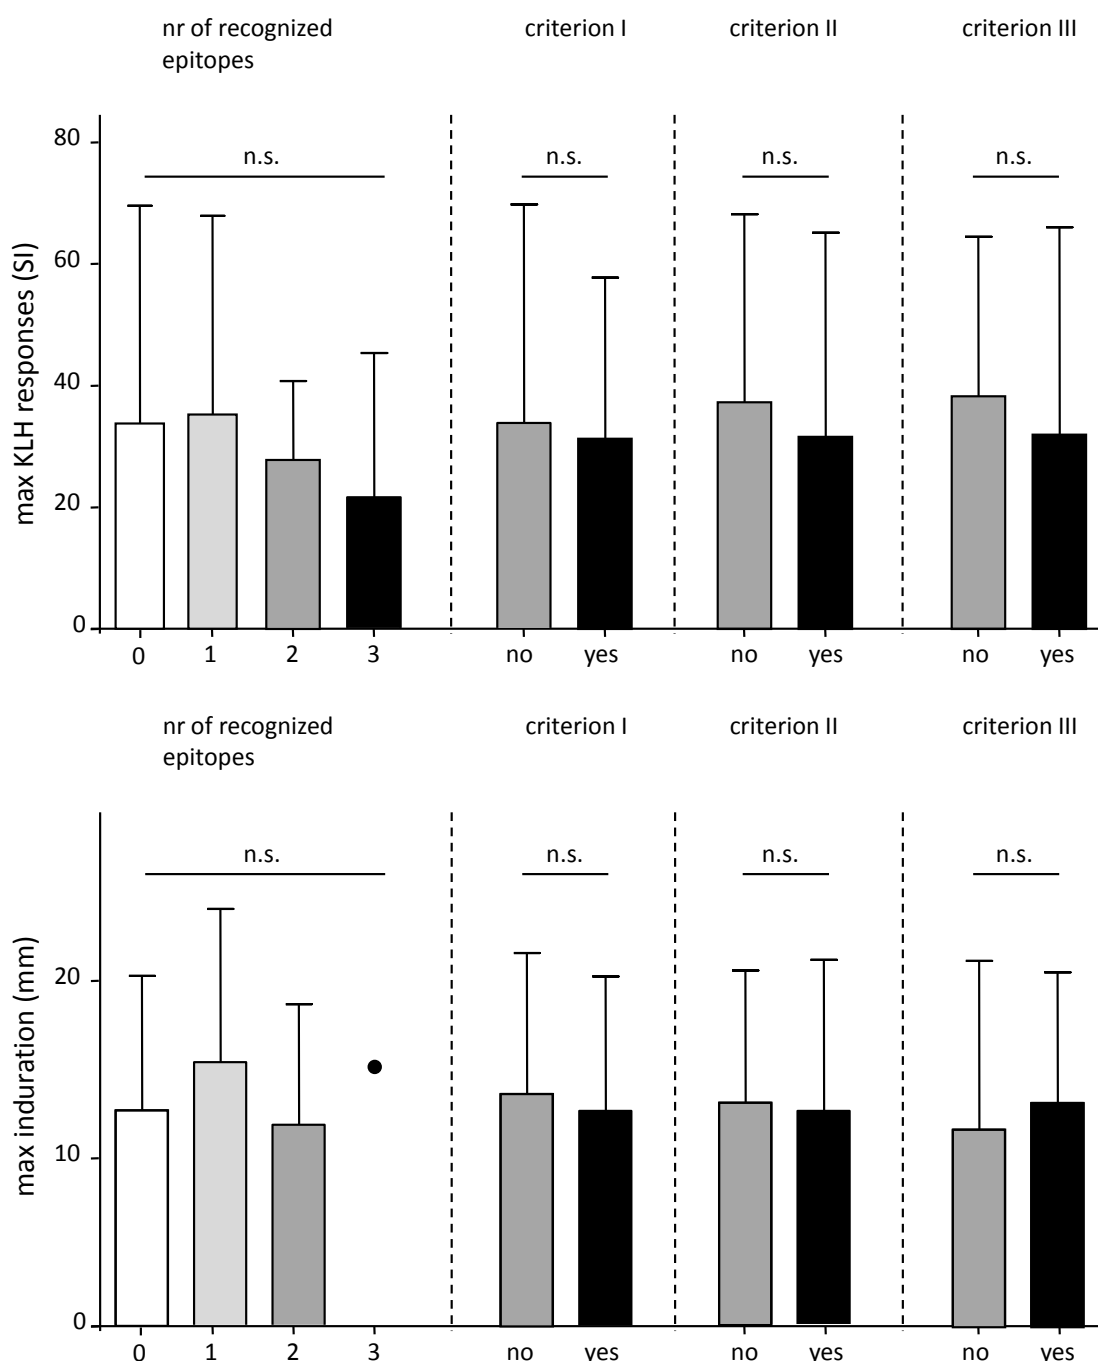 nr of recognized
epitopes
criterion I
criterion II
criterion III
max KLH responses (SI)
80
60
40
20
0
n.s.
n.s.
n.s.
n.s.
0
1
2
3
no
yes
no
yes
no
yes
nr of recognized
epitopes
criterion I
criterion II
criterion III
max induration (mm)
20
10
0
n.s.
n.s.
n.s.
n.s.
0
1
2
3
no
yes
no
yes
no
yes